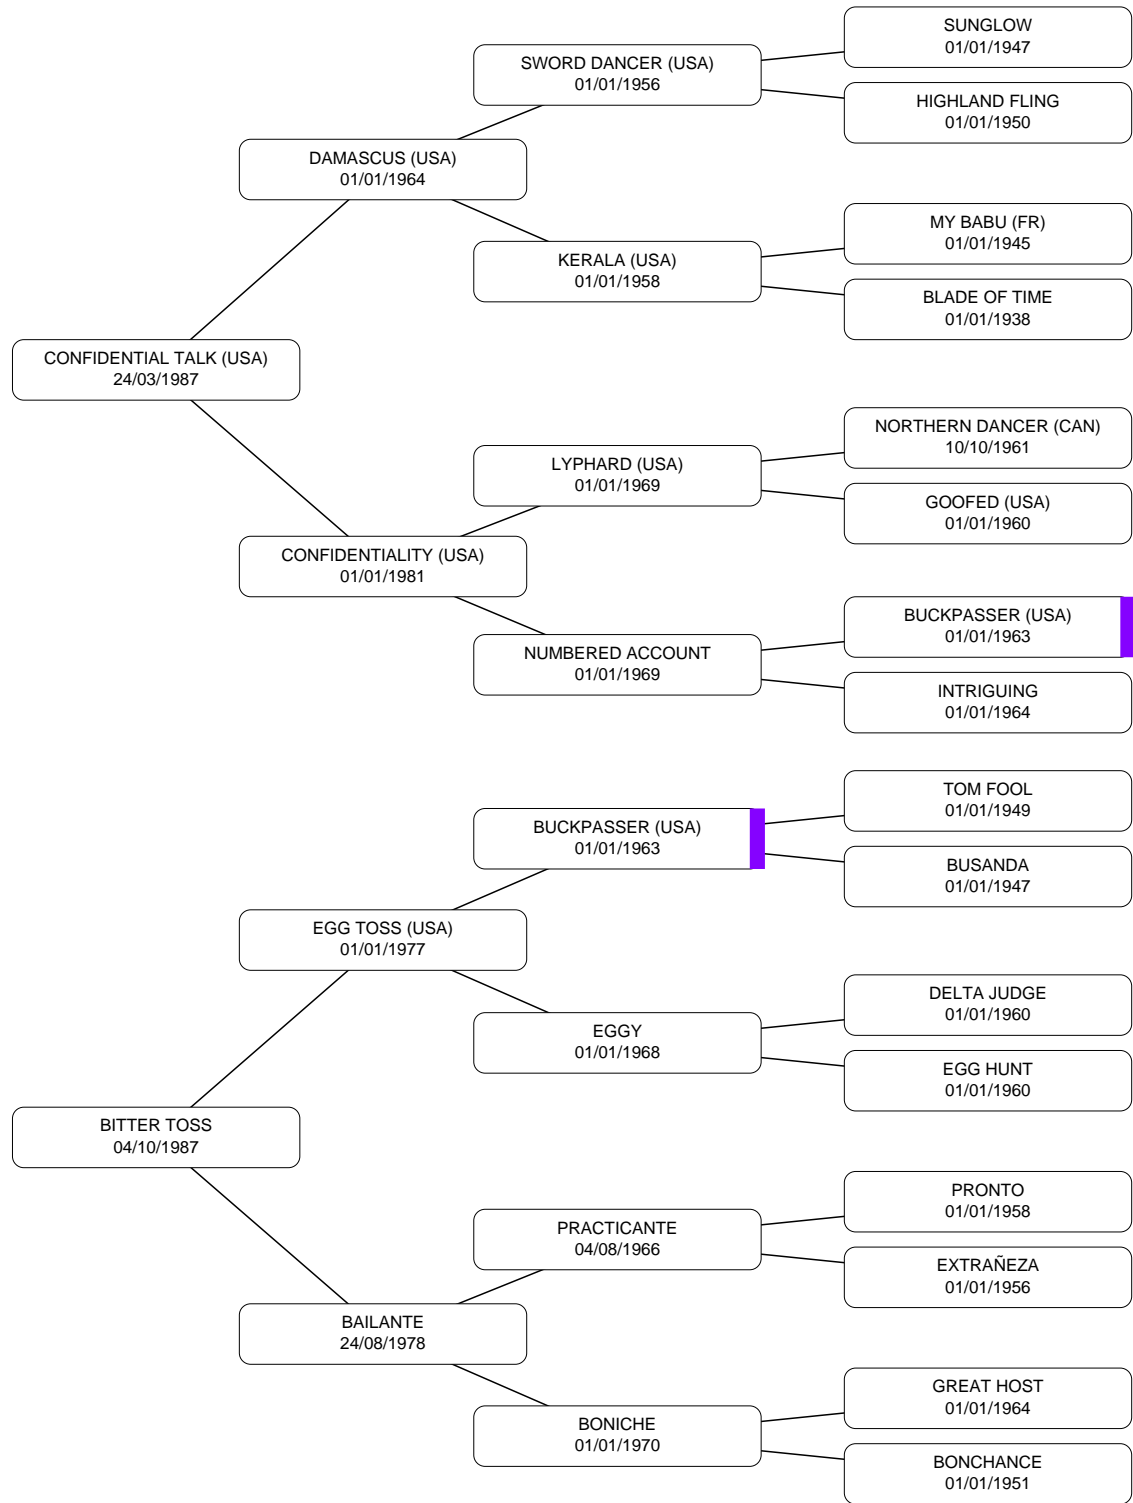 SUNGLOW
01/01/1947
SWORD DANCER (USA)
01/01/1956
HIGHLAND FLING
01/01/1950
DAMASCUS (USA)
01/01/1964
MY BABU (FR)
01/01/1945
KERALA (USA)
01/01/1958
BLADE OF TIME
01/01/1938
CONFIDENTIAL TALK (USA)
24/03/1987
NORTHERN DANCER (CAN)
10/10/1961
LYPHARD (USA)
01/01/1969
GOOFED (USA)
01/01/1960
CONFIDENTIALITY (USA)
01/01/1981
BUCKPASSER (USA)
01/01/1963
NUMBERED ACCOUNT
01/01/1969
INTRIGUING
01/01/1964
TOM FOOL
01/01/1949
BUCKPASSER (USA)
01/01/1963
BUSANDA
01/01/1947
EGG TOSS (USA)
01/01/1977
DELTA JUDGE
01/01/1960
EGGY
01/01/1968
EGG HUNT
01/01/1960
BITTER TOSS
04/10/1987
PRONTO
01/01/1958
PRACTICANTE
04/08/1966
EXTRAÑEZA
01/01/1956
BAILANTE
24/08/1978
GREAT HOST
01/01/1964
BONICHE
01/01/1970
BONCHANCE
01/01/1951